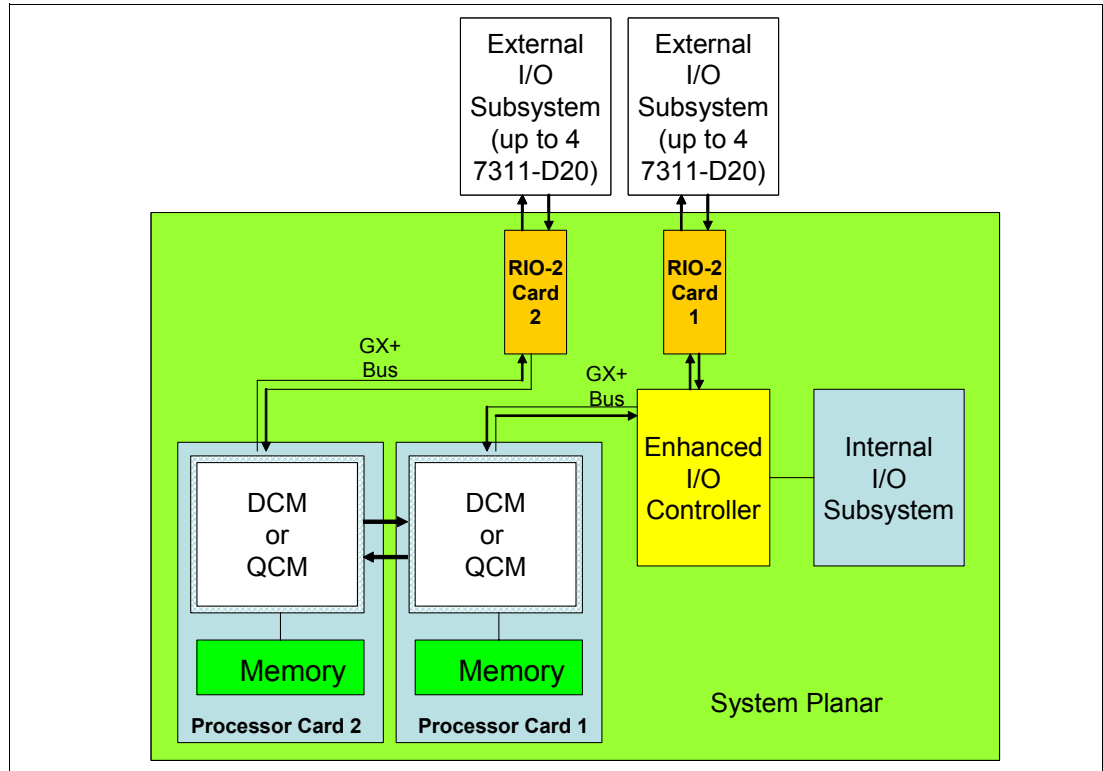 External
I/O
Subsystem
(up to 4
7311-D20)
External
I/O
Subsystem
(up to 4
7311-D20)
RIO-2
Card
2
RIO-2
Card
1
GX+
Bus
GX+
Bus
Enhanced
I/O
Controller
Internal
I/O
Subsystem
DCM
or
QCM
DCM
or
QCM
Memory
Memory
Processor Card 2
Processor Card 1
System Planar